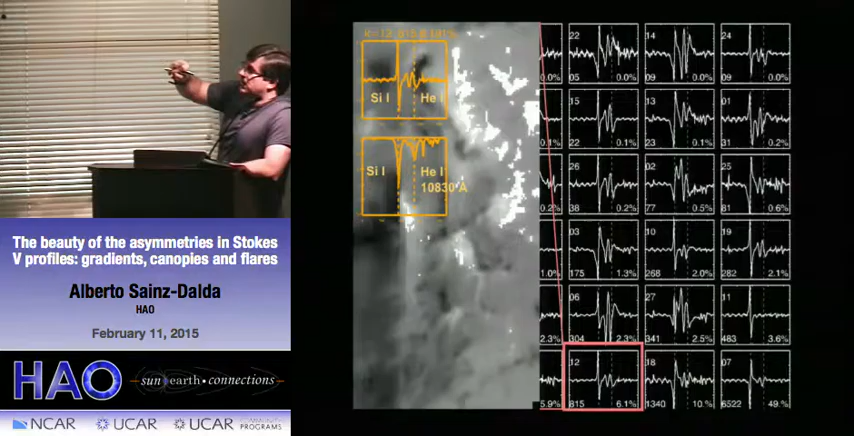 The beauty of the asymmetries in Stokes
V profiles: gradients, canopies and flares
Alberto Sainz-Dalda
HAO
February 11, 2015
HAO
sun earth • connections
NCAR
UCAR
UCAR
PROGRAMS
Si I
He I
Si I
He I
10830 Å
0.0% 22 05 0.0% 14 09 0.0% 24 09 0.0%
15 22 0.1% 13 23 0.1% 01 31 0.2%
0.2% 26 38 0.2% 02 77 0.5% 25 81 0.6%
1.0% 03 175 1.3% 10 268 2.0% 19 282 2.1%
2.3% 06 304 2.3% 27 341 2.5% 11 483 3.6%
5.9% 12 815 6.1% 18 1340 10.% 07 6522 49.%